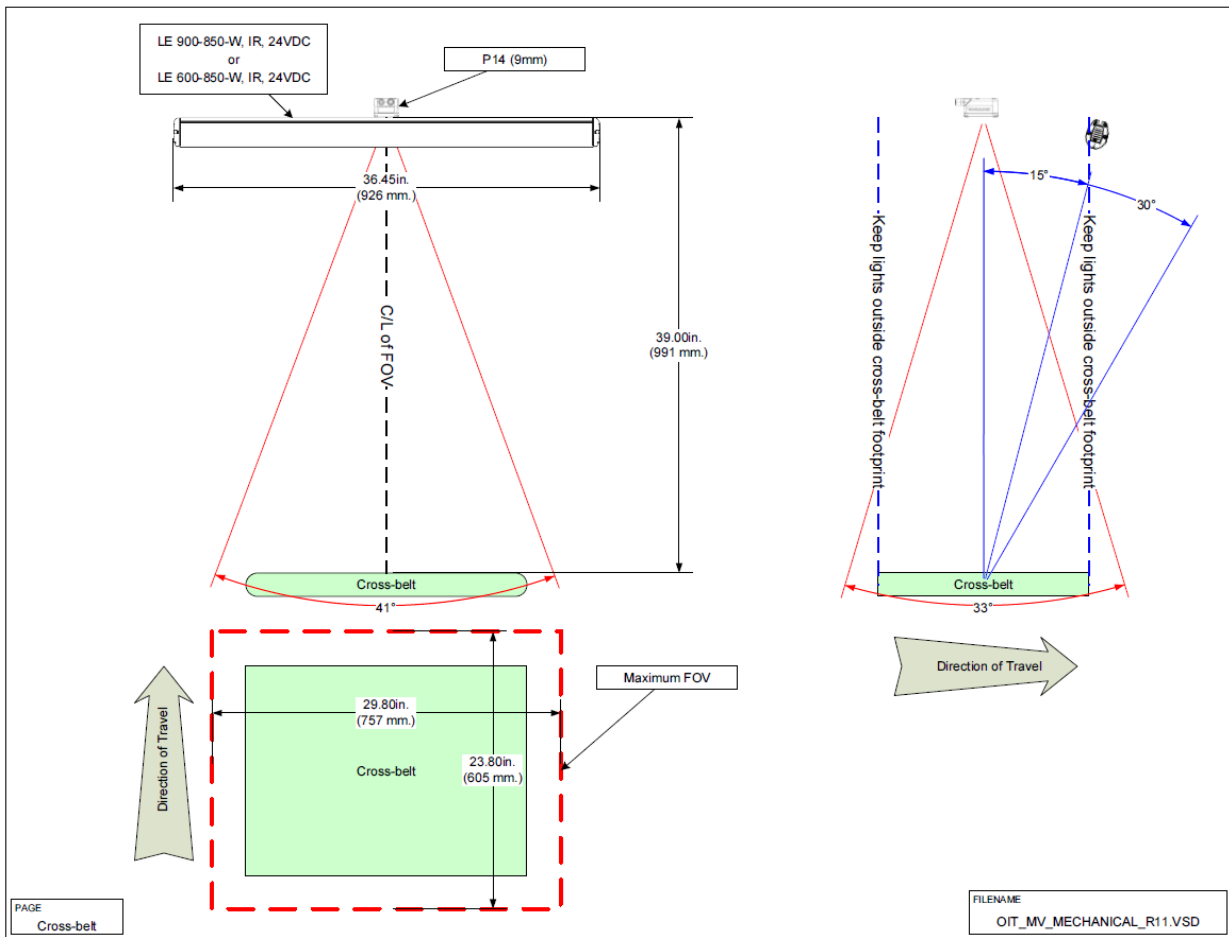 LE 900-850-W, IR, 24VDC
or
LE 600-850-W, IR, 24VDC
P14 (9mm)
36.45in.
(926 mm.)
C/L of FOV
39.00in.
(991 mm.)
Cross-belt
41°
15°
30°
Keep lights outside cross-belt footprint
Keep lights outside cross-belt footprint
Cross-belt
33°
Direction of Travel
Maximum FOV
29.80in.
(757 mm.)
23.80in.
(605 mm.)
Cross-belt
Direction of Travel
PAGE
Cross-belt
FILENAME
OIT_MV_MECHANICAL_R11.VSD